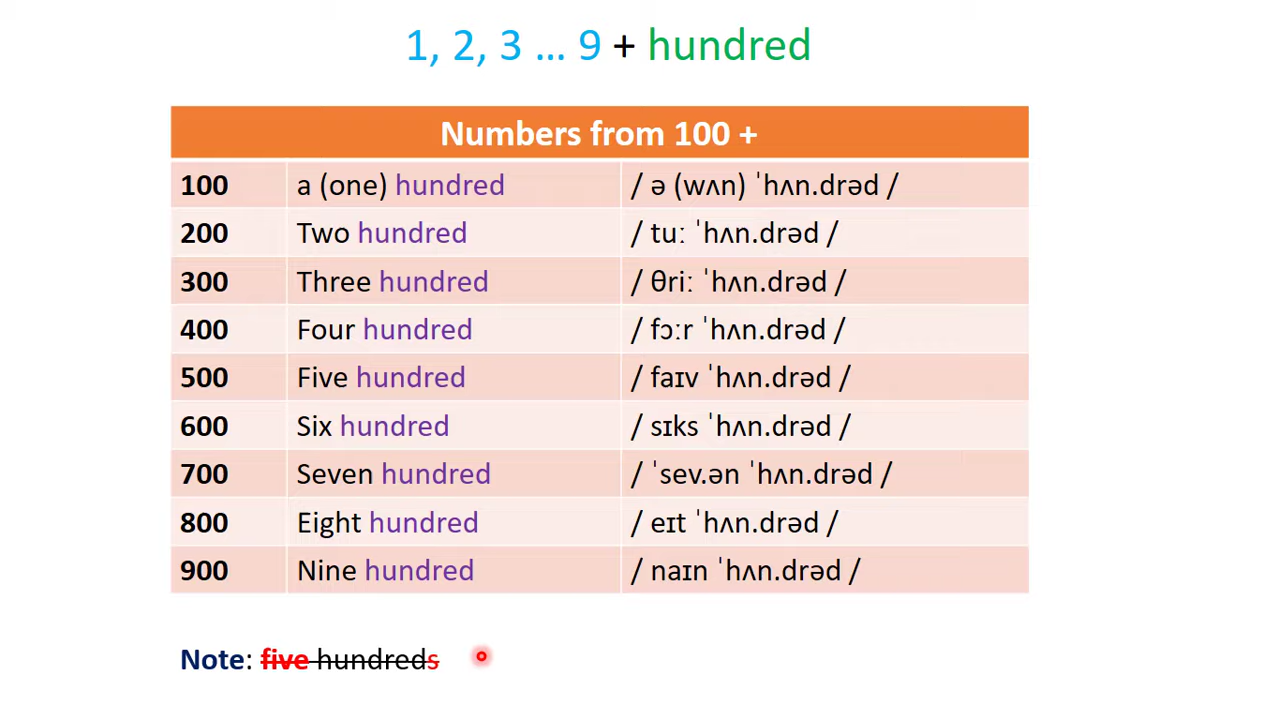 1, 2, 3 … 9 + hundred
Numbers from 100 +
100 a (one) hundred / ə (wʌn) ˈhʌn.drəd /
200 Two hundred / tuː ˈhʌn.drəd /
300 Three hundred / θriː ˈhʌn.drəd /
400 Four hundred / fɔːr ˈhʌn.drəd /
500 Five hundred / faɪv ˈhʌn.drəd /
600 Six hundred / sɪks ˈhʌn.drəd /
700 Seven hundred / ˈsev.ən ˈhʌn.drəd /
800 Eight hundred / eɪt ˈhʌn.drəd /
900 Nine hundred / naɪn ˈhʌn.drəd /
Note: five hundreds